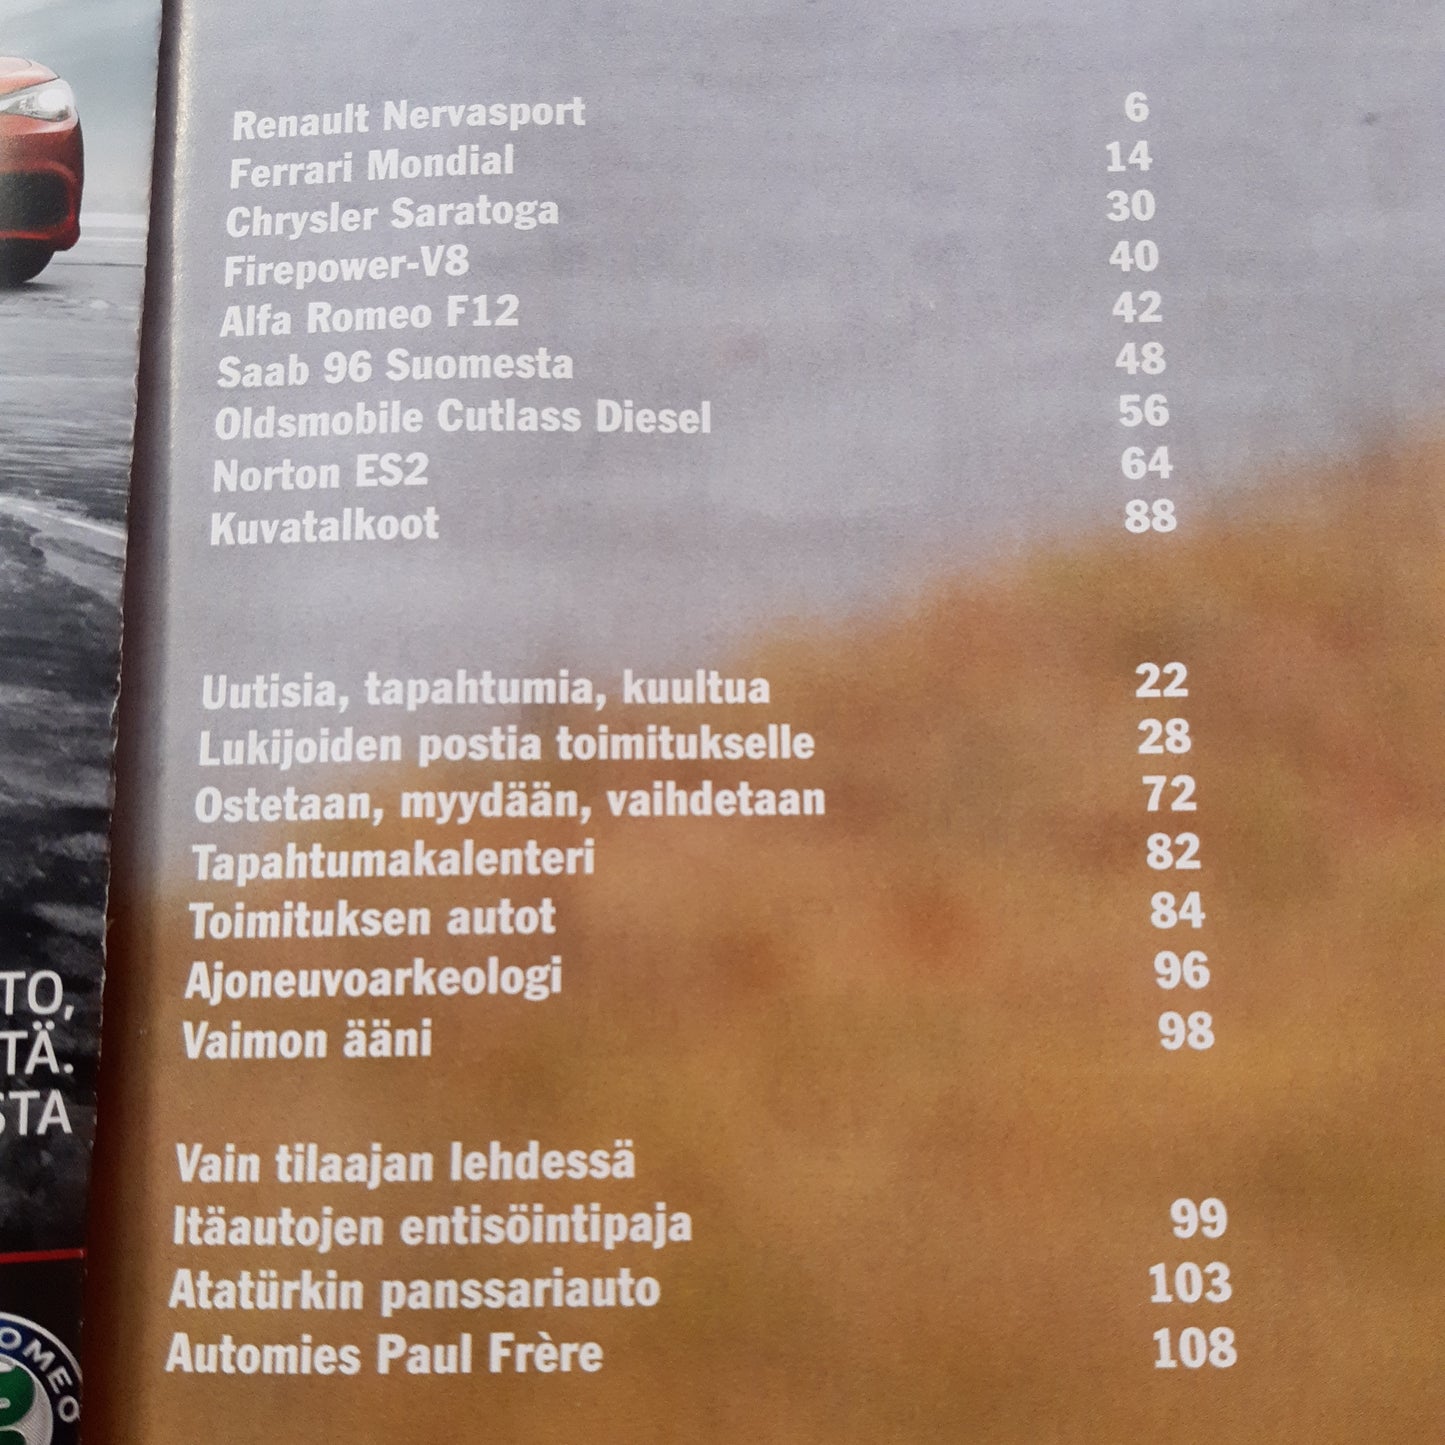 Renault Nervasport 6
Ferrari Mondial 14
Chrysler Saratoga 30
Firepower-V8 40
Alfa Romeo F12 42
Saab 96 Suomesta 48
Oldsmobile Cutlass Diesel 56
Norton ES2 64
Kuvatalkoot 88
Uutisia, tapahtumia, kuultua 22
Lukijoiden postia toimitukselle 28
Ostetaan, myydään, vaihdetaan 72
Tapahtumakalenteri 82
Toimituksen autot 84
Ajoneuvoarkeologi 96
Vaimon ääni 98
Vain tilaajan lehdessä
Itäautojen entisöintipaja 99
Atatürkin panssariauto 103
Automies Paul Frère 108
TO,
TÄ.
STA
ROMEO